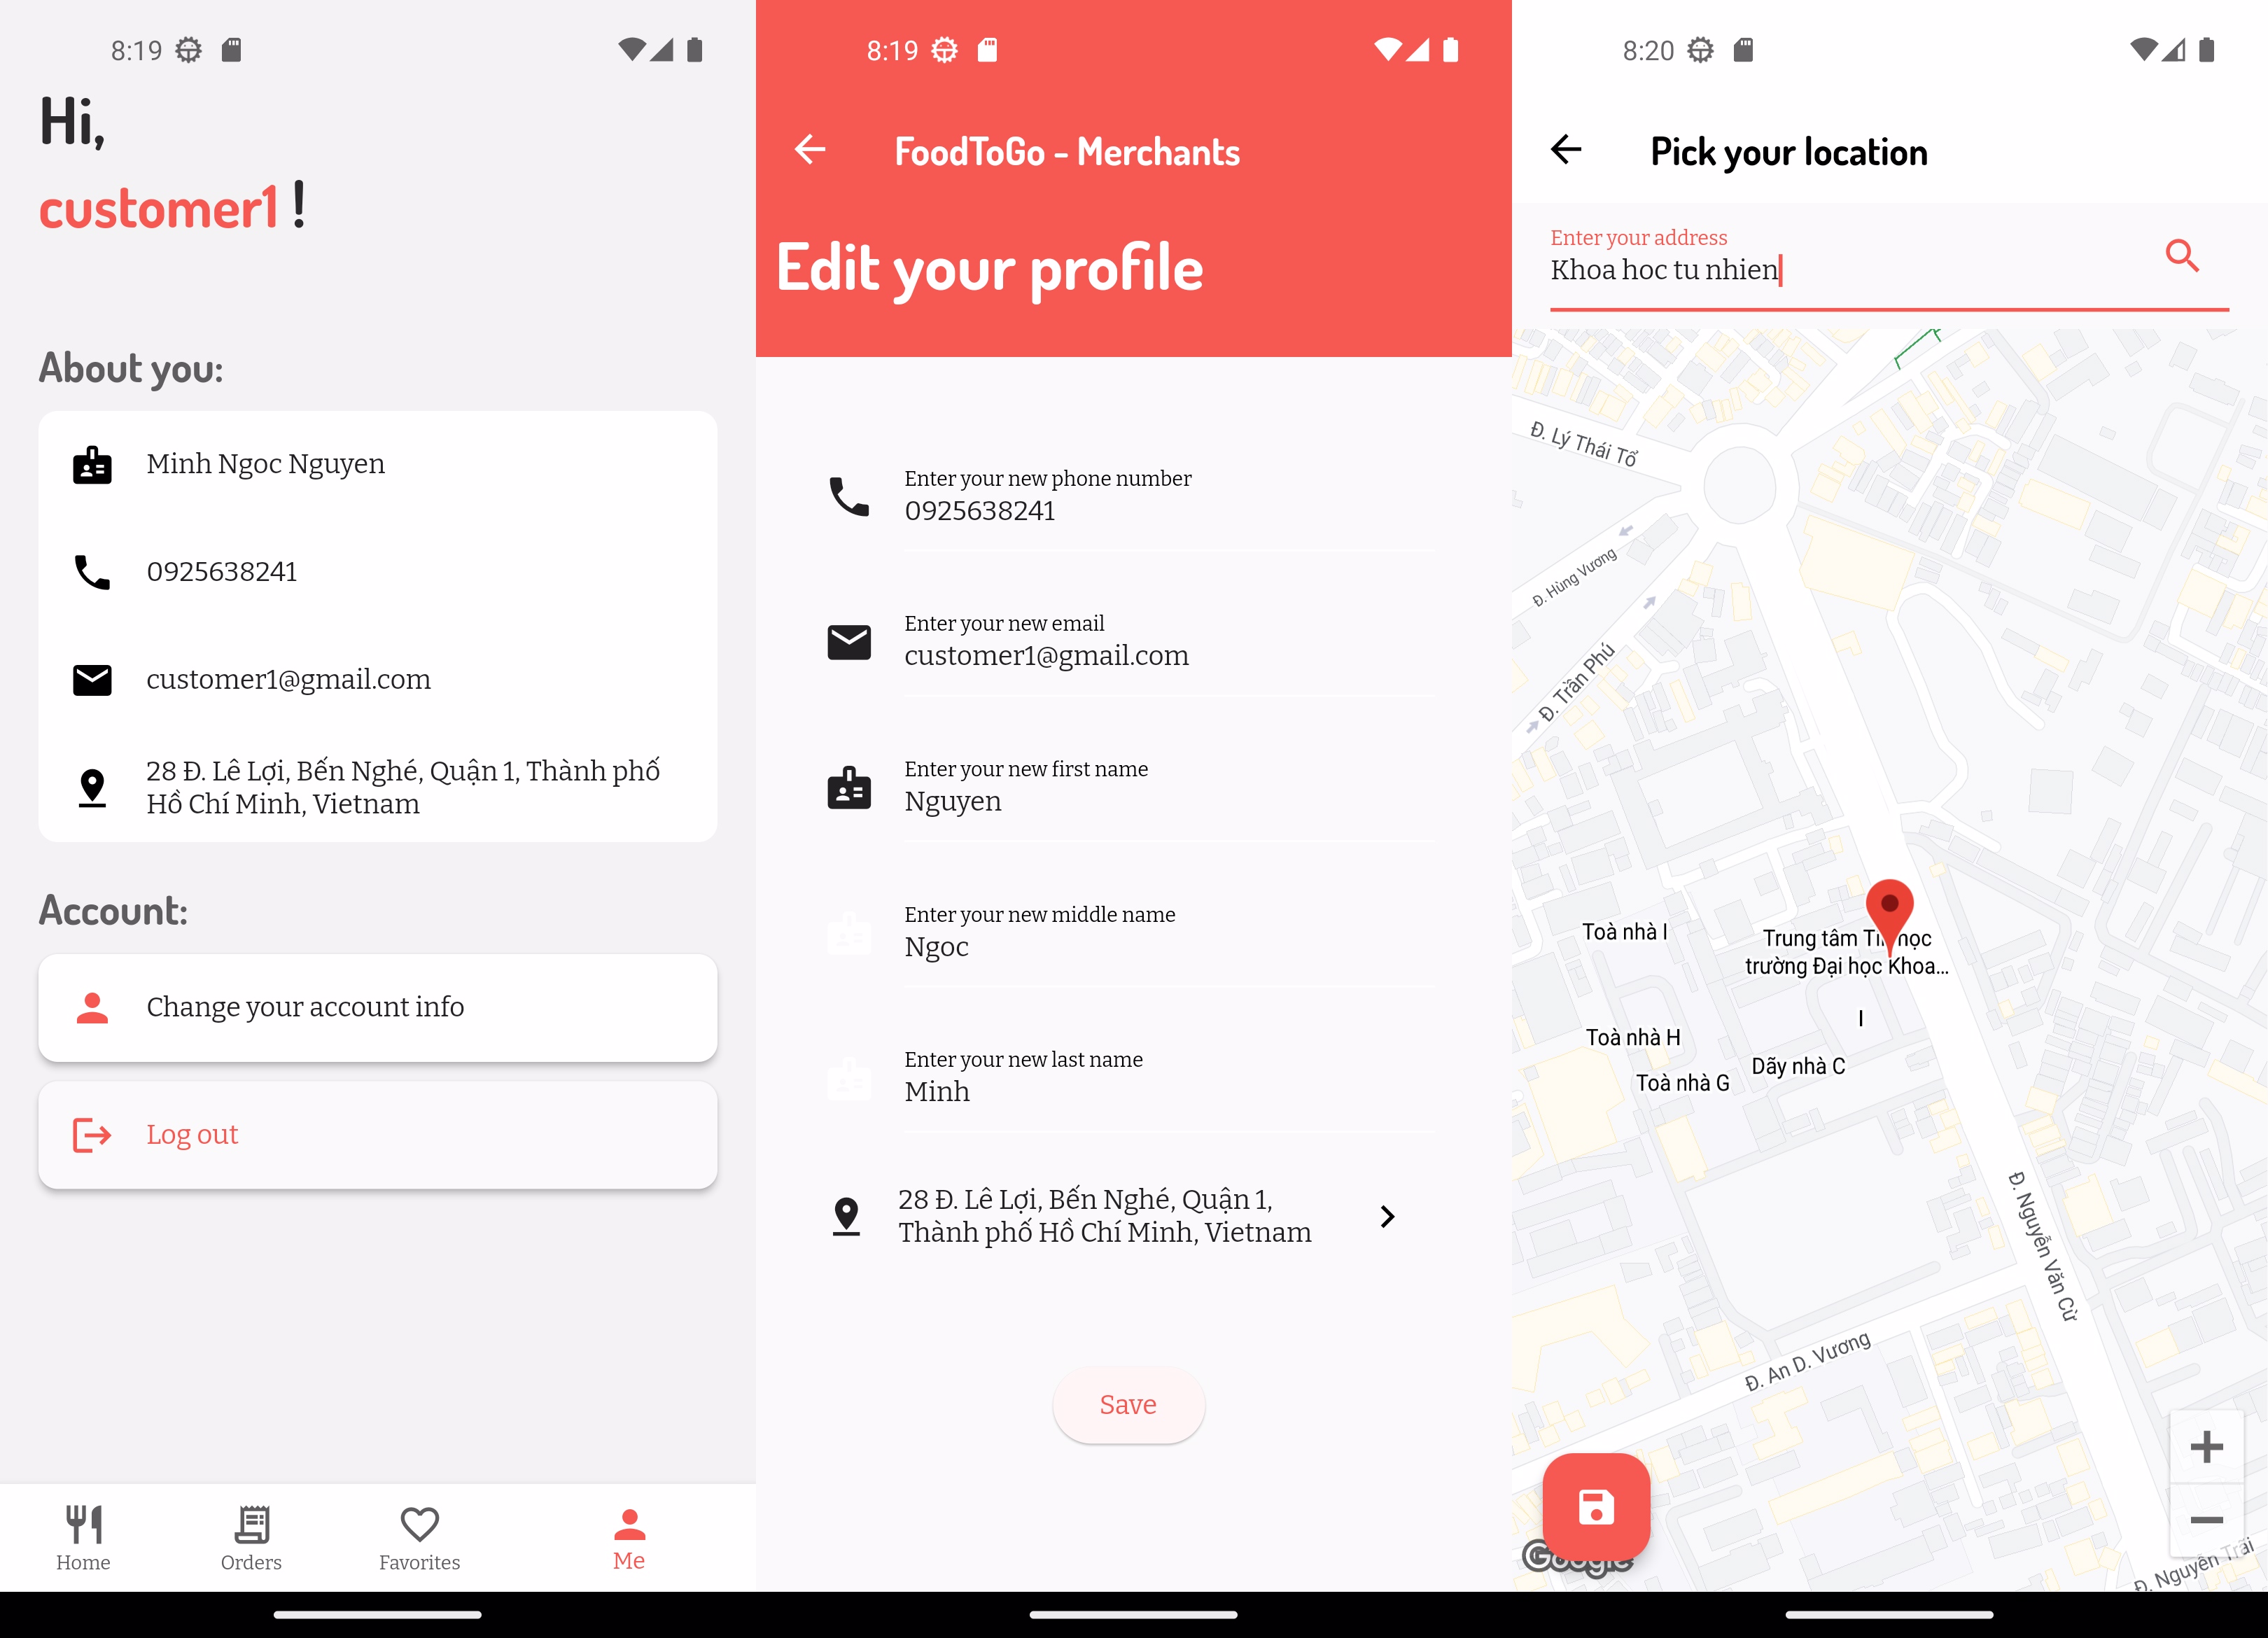 8:19
Hi,
customer1 !
About you:
Minh Ngoc Nguyen
0925638241
customer1@gmail.com
28 Đ. Lê Lợi, Bến Nghé, Quận 1, Thành phố
Hồ Chí Minh, Vietnam
Account:
Change your account info
Log out
Home
Orders
Favorites
Me
8:19
FoodToGo - Merchants
Edit your profile
Enter your new phone number
0925638241
Enter your new email
customer1@gmail.com
Enter your new first name
Nguyen
Enter your new middle name
Ngoc
Enter your new last name
Minh
28 Đ. Lê Lợi, Bến Nghé, Quận 1,
Thành phố Hồ Chí Minh, Vietnam
Save
8:20
Pick your location
Enter your address
Khoa hoc tu nhien
Đ. Lý Thái Tổ
Đ. Hùng Vương
Đ. Trần Phú
Toà nhà I
Trung tâm Tin học
trường Đại học Khoa...
I
Toà nhà H
Dãy nhà C
Toà nhà G
Đ. Nguyễn Văn Cừ
Đ. An D. Vương
Đ. Nguyễn Trãi
Google